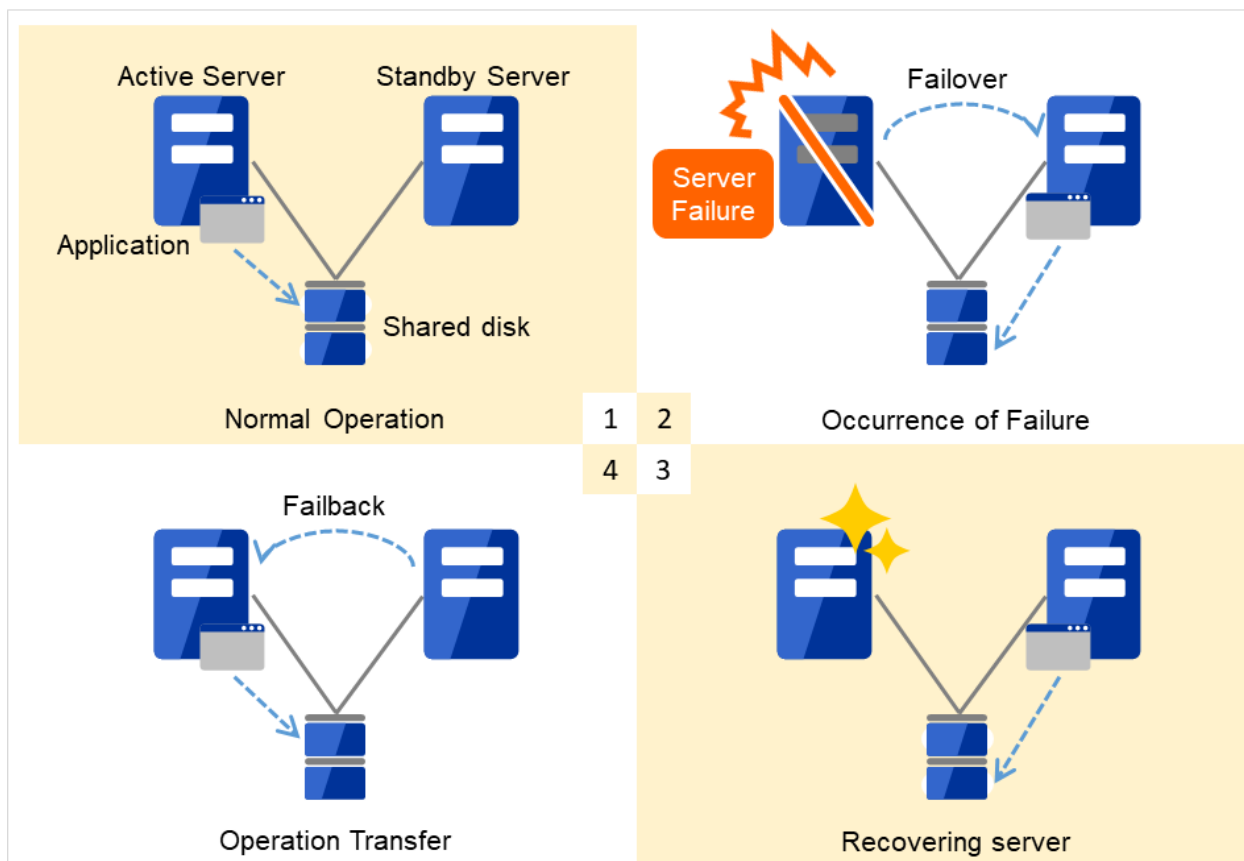 Active Server
Standby Server
Application
Shared disk
Normal Operation
1
Failover
Server
Failure
2
Occurrence of Failure
4
Failback
Operation Transfer
3
Recovering server